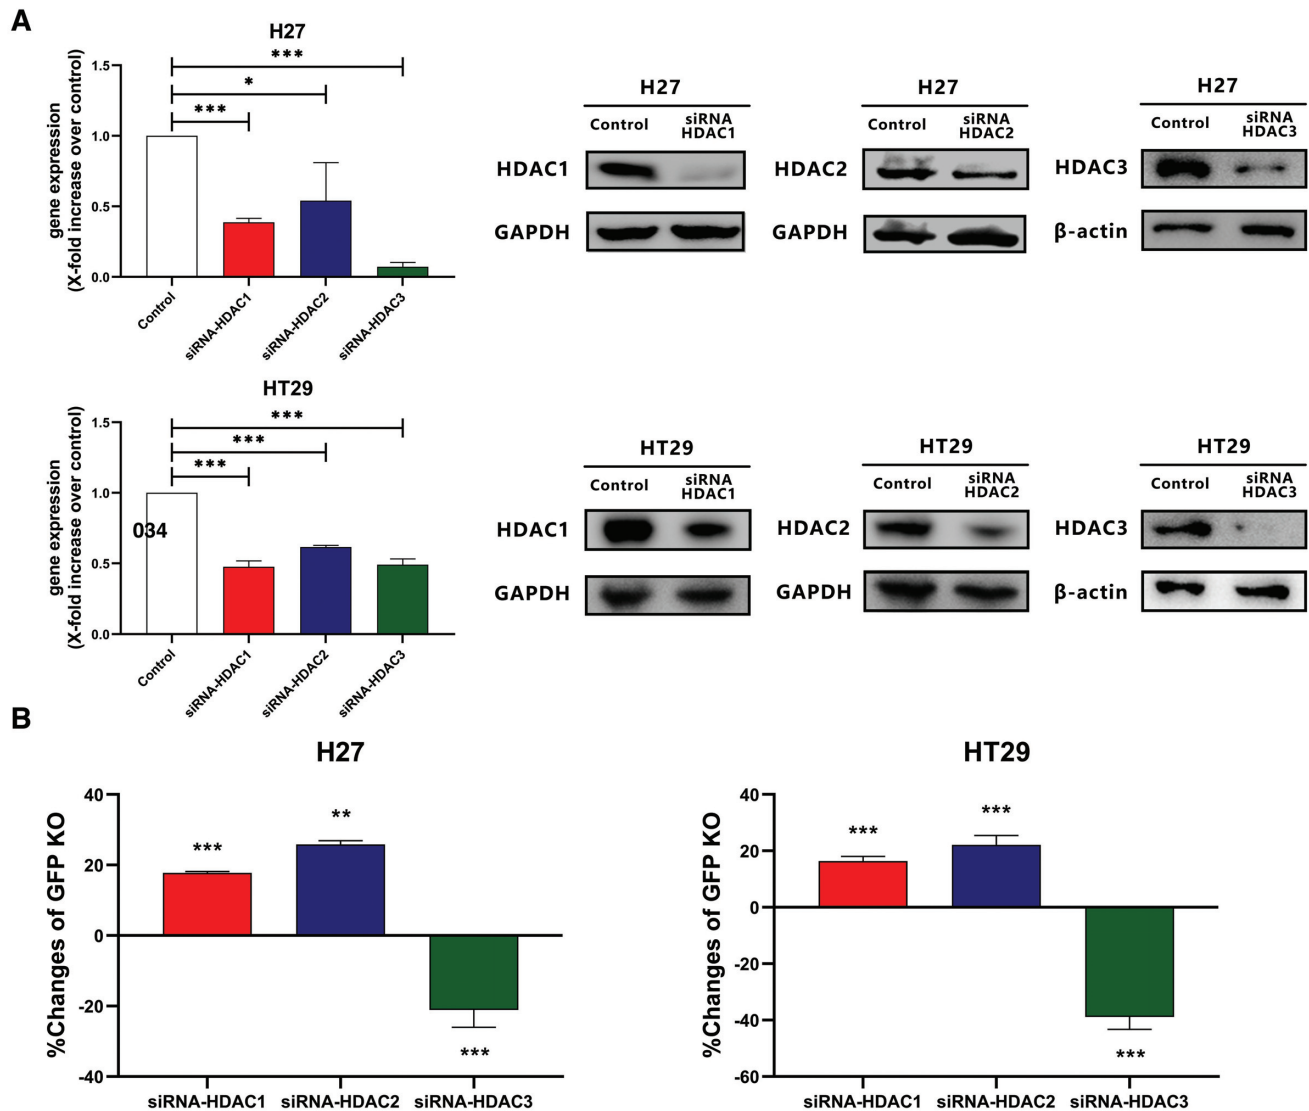 A
H27
gene expression
(X-fold increase over control)
1.5
1.0
0.5
0.0
***
*
***
Control
siRNA-HDAC1
siRNA-HDAC2
siRNA-HDAC3
H27
Control
siRNA
HDAC1
HDAC1
GAPDH
H27
Control
siRNA
HDAC2
HDAC2
GAPDH
H27
Control
siRNA
HDAC3
HDAC3
β-actin
HT29
gene expression
(X-fold increase over control)
1.5
1.0
0.5
0.0
***
***
***
034
Control
siRNA-HDAC1
siRNA-HDAC2
siRNA-HDAC3
HT29
Control
siRNA
HDAC1
HDAC1
GAPDH
HT29
Control
siRNA
HDAC2
HDAC2
GAPDH
HT29
Control
siRNA
HDAC3
HDAC3
β-actin
B
H27
%Changes of GFP KO
40
20
0
-20
-40
***
**
***
siRNA-HDAC1 siRNA-HDAC2 siRNA-HDAC3
HT29
%Changes of GFP KO
40
20
0
-20
-40
-60
***
***
***
siRNA-HDAC1 siRNA-HDAC2 siRNA-HDAC3